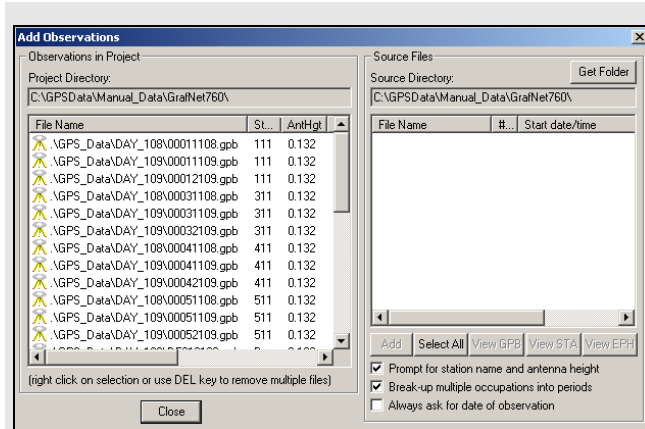 Add Observations
Observations in Project
Project Directory:
C:\GPSData\Manual_Data\GrafNet760\
File Name St... AntHgt
.\GPS_Data\DAY_108\00011108.gpb 111 0.132
.\GPS_Data\DAY_109\00011109.gpb 111 0.132
.\GPS_Data\DAY_109\00012109.gpb 111 0.132
.\GPS_Data\DAY_108\00031108.gpb 311 0.132
.\GPS_Data\DAY_109\00031109.gpb 311 0.132
.\GPS_Data\DAY_109\00032109.gpb 311 0.132
.\GPS_Data\DAY_108\00041108.gpb 411 0.132
.\GPS_Data\DAY_109\00041109.gpb 411 0.132
.\GPS_Data\DAY_109\00042109.gpb 411 0.132
.\GPS_Data\DAY_108\00051108.gpb 511 0.132
.\GPS_Data\DAY_109\00051109.gpb 511 0.132
.\GPS_Data\DAY_109\00052109.gpb 511 0.132
(right click on selection or use DEL key to remove multiple files)
Close
Source Files
Get Folder
Source Directory:
C:\GPSData\Manual_Data\GrafNet760\
File Name #... Start date/time
Add Select All View GPB View STA View EPH
Prompt for station name and antenna height
Break-up multiple occupations into periods
Always ask for date of observation